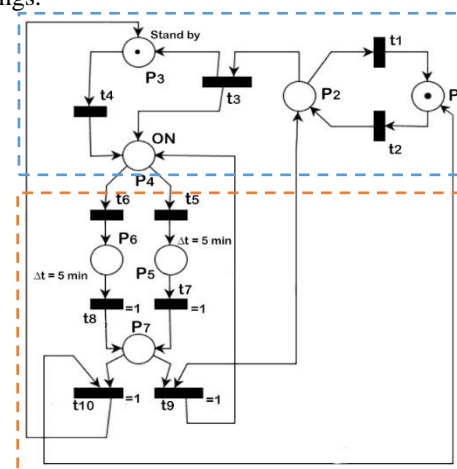 ngs:
Stand by
P3
t1
t4
t3
P2
P
t2
ON
P4
t6
t5
P6
Δt = 5 min
P5
Δt = 5 min
t7
t8
=1
=1
P7
t10
=1
t9
=1